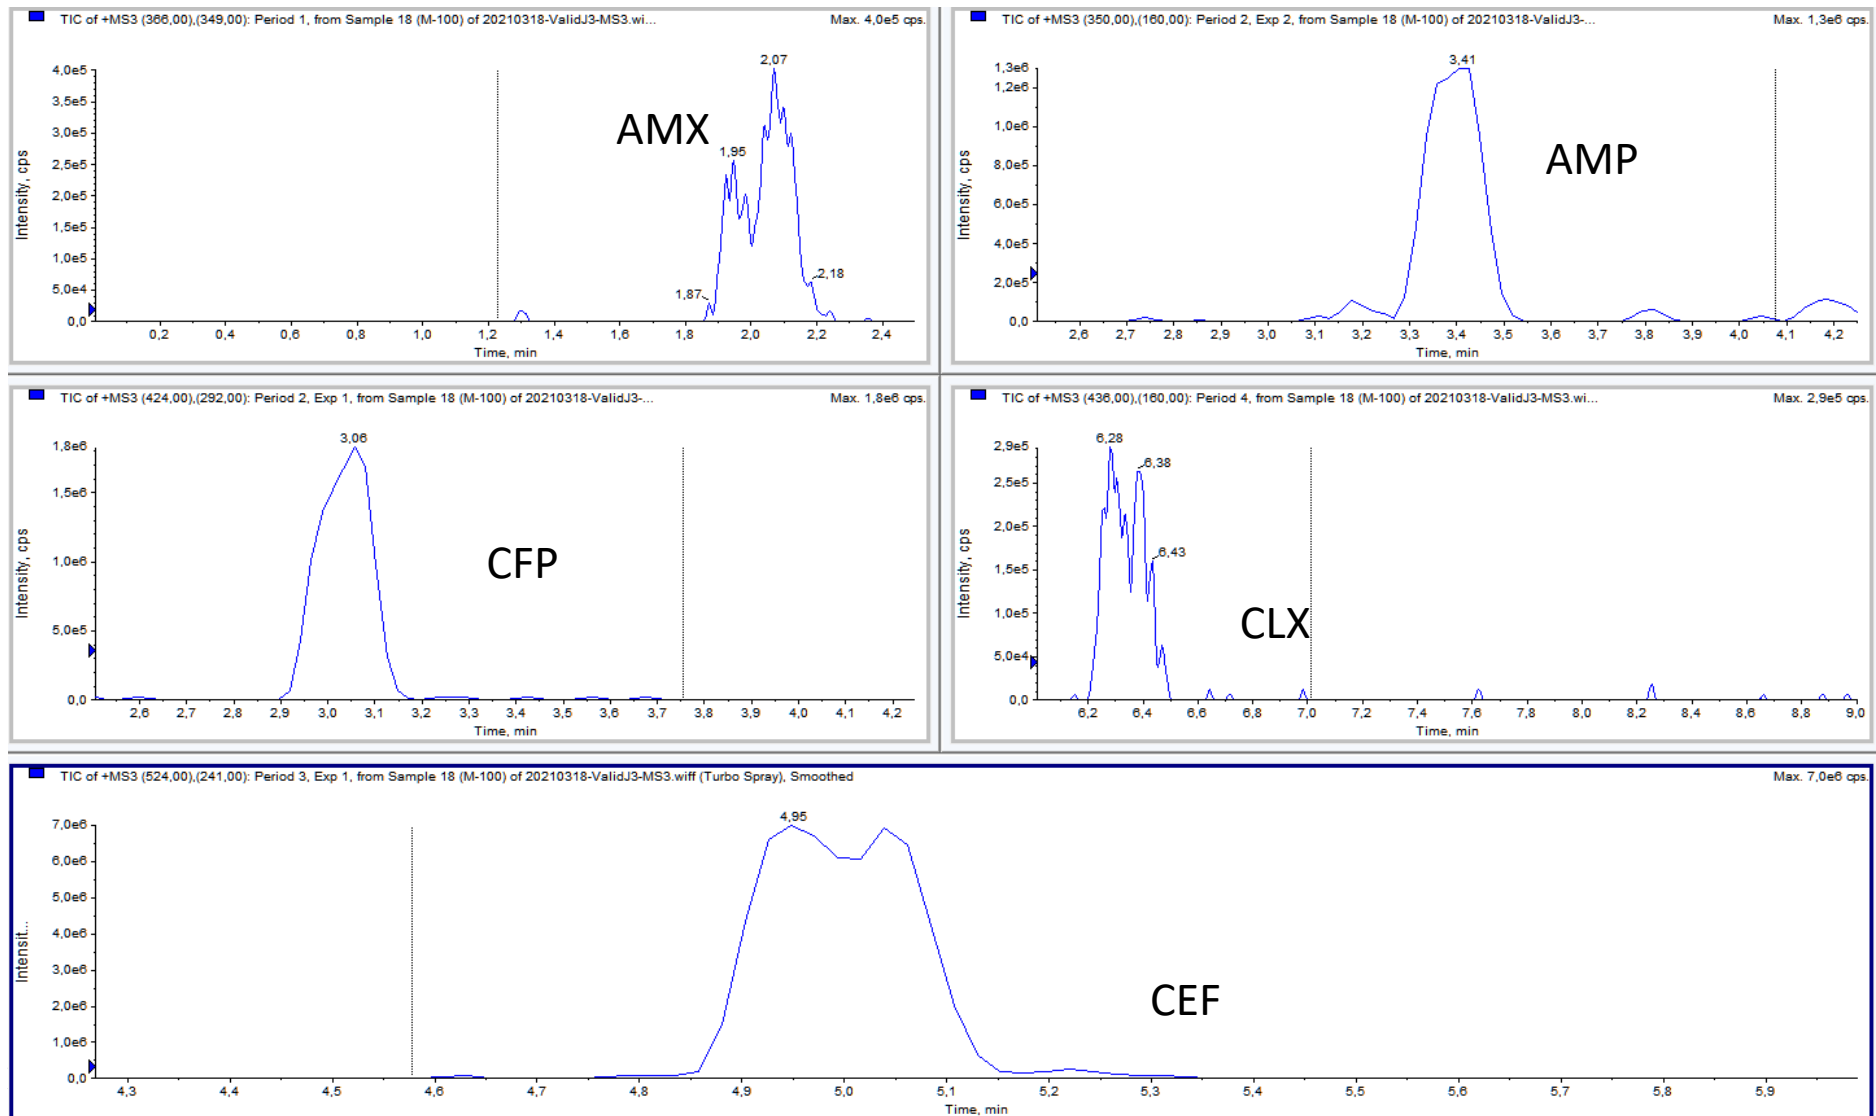 TIC of +MS3 (366,00),(349,00): Period 1, from Sample 18 (M-100) of 20210318-ValidJ3-MS3.wi... Max. 4,0e5 cps.
2,07
4,0e5
3,5e5
AMX
3,0e5
1,95
2,5e5
Intensity, cps
2,0e5
1,5e5
1,0e5
2,18
1,87
5,0e4
0,0
0,2 0,4 0,6 0,8 1,0 1,2 1,4 1,6 1,8 2,0 2,2 2,4
Time, min
TIC of +MS3 (350,00),(160,00): Period 2, Exp 2, from Sample 18 (M-100) of 20210318-ValidJ3-... Max. 1,3e6 cps.
3,41
1,3e6
1,2e6
1,0e6
AMP
Intensity, cps
8,0e5
6,0e5
4,0e5
2,0e5
0,0
2,6 2,7 2,8 2,9 3,0 3,1 3,2 3,3 3,4 3,5 3,6 3,7 3,8 3,9 4,0 4,1 4,2
Time, min
TIC of +MS3 (424,00),(292,00): Period 2, Exp 1, from Sample 18 (M-100) of 20210318-ValidJ3-... Max. 1,8e6 cps.
3,06
1,8e6
1,5e6
Intensity, cps
1,0e6
CFP
5,0e5
0,0
2,6 2,7 2,8 2,9 3,0 3,1 3,2 3,3 3,4 3,5 3,6 3,7 3,8 3,9 4,0 4,1 4,2
Time, min
TIC of +MS3 (436,00),(160,00): Period 4, from Sample 18 (M-100) of 20210318-ValidJ3-MS3.wi... Max. 2,9e5 cps.
6,28
2,9e5
6,38
2,5e5
2,0e5
Intensity, cps
6,43
1,5e5
1,0e5
CLX
5,0e4
0,0
6,2 6,4 6,6 6,8 7,0 7,2 7,4 7,6 7,8 8,0 8,2 8,4 8,6 8,8 9,0
Time, min
TIC of +MS3 (524,00),(241,00): Period 3, Exp 1, from Sample 18 (M-100) of 20210318-ValidJ3-MS3.wiff (Turbo Spray), Smoothed Max. 7,0e6 cps.
4,95
7,0e6
6,0e6
5,0e6
Intensit...
4,0e6
3,0e6
2,0e6
CEF
1,0e6
0,0
4,3 4,4 4,5 4,6 4,7 4,8 4,9 5,0 5,1 5,2 5,3 5,4 5,5 5,6 5,7 5,8 5,9
Time, min